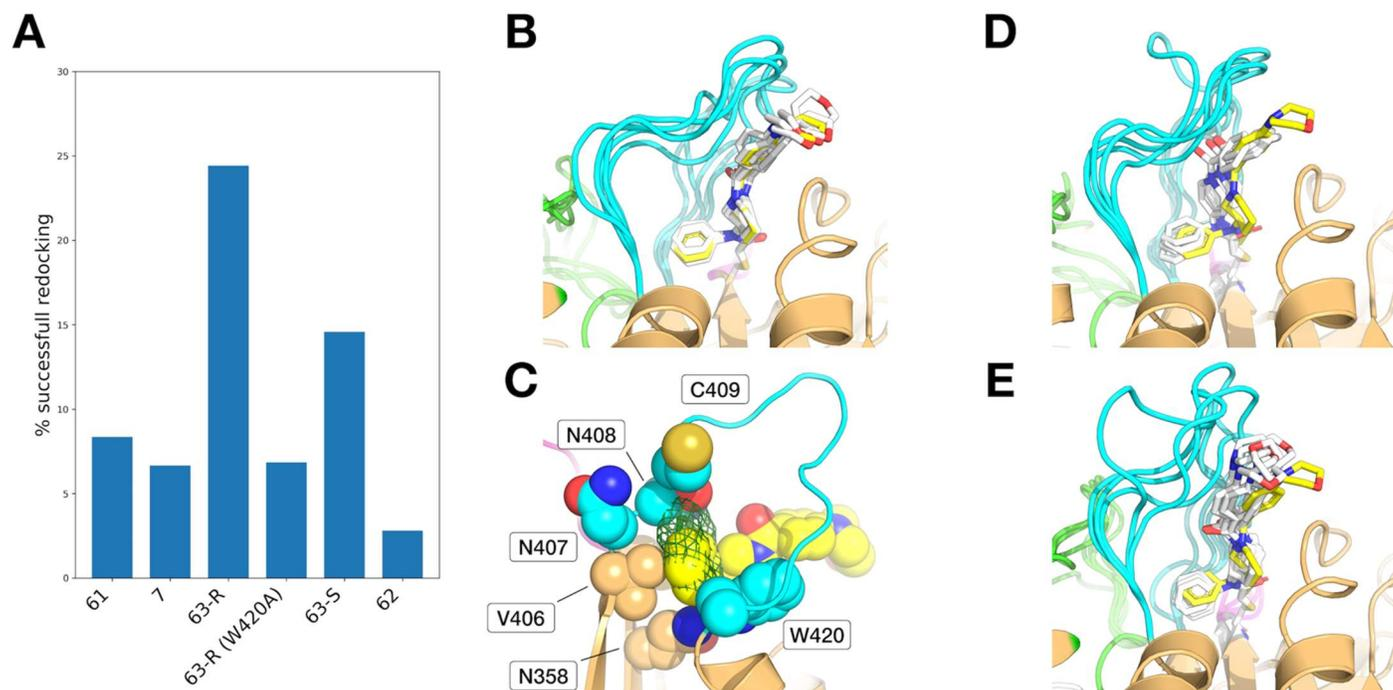 A
% successfull redocking
30
25
20
15
10
5
0
61
7
63-R
63-R (W420A)
63-S
62
B
C
C409
N408
N407
V406
N358
W420
D
E